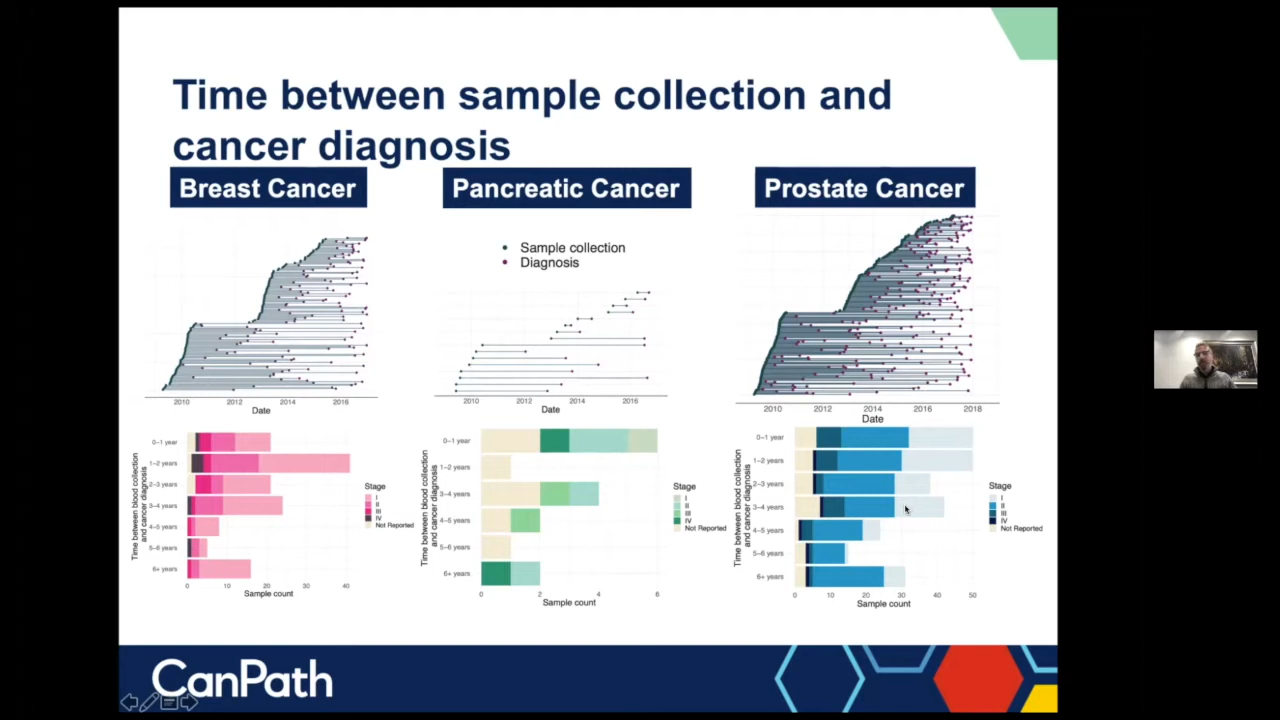 Time between sample collection and
cancer diagnosis
Breast Cancer
Pancreatic Cancer
Prostate Cancer
Sample collection
Diagnosis
2010 2012 2014 2016
Date
2010 2012 2014 2016
Date
2010 2012 2014 2016 2018
Date
Time between blood collection
and cancer diagnosis
0–1 year
1–2 years
2–3 years
3–4 years
4–5 years
5–6 years
6+ years
0 10 20 30 40
Sample count
Stage
I
II
III
IV
Not Reported
Time between blood collection
and cancer diagnosis
0–1 year
1–2 years
3–4 years
4–5 years
5–6 years
6+ years
0 2 4 6
Sample count
Stage
I
II
III
IV
Not Reported
Time between blood collection
and cancer diagnosis
0–1 year
1–2 years
2–3 years
3–4 years
4–5 years
5–6 years
6+ years
0 10 20 30 40 50
Sample count
Stage
I
II
III
IV
Not Reported
CanPath